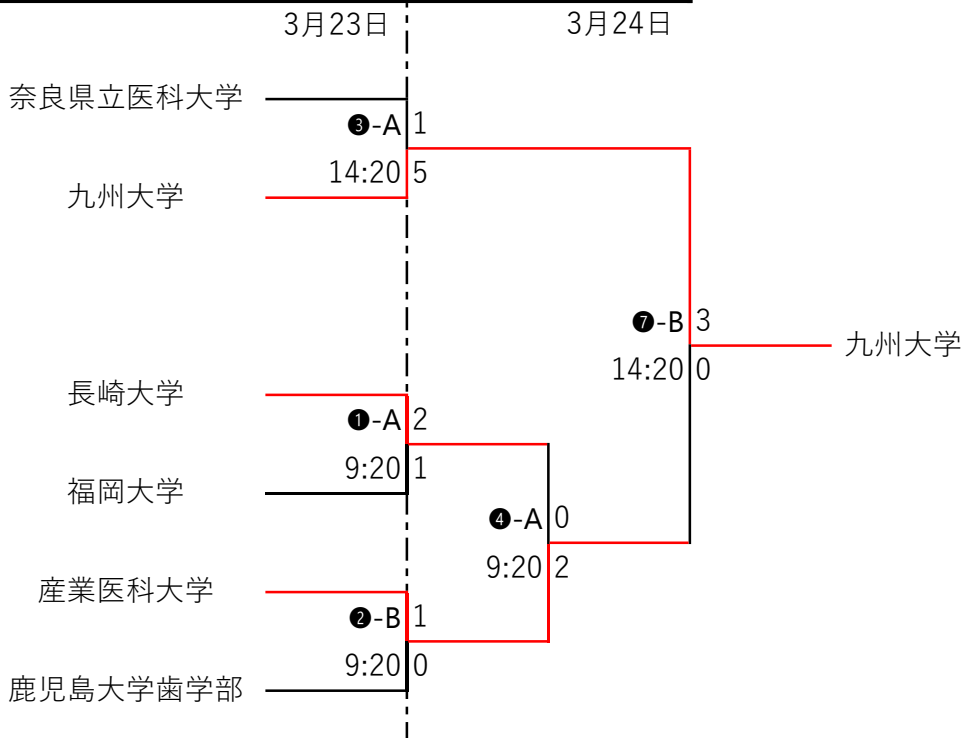 3月23日 3月24日
奈良県立医科大学
❸-A 1
14:20 5
九州大学
❼-B 3
九州大学
14:20 0
長崎大学
❶-A 2
9:20 1
福岡大学
❹-A 0
9:20 2
産業医科大学
❷-B 1
9:20 0
鹿児島大学歯学部